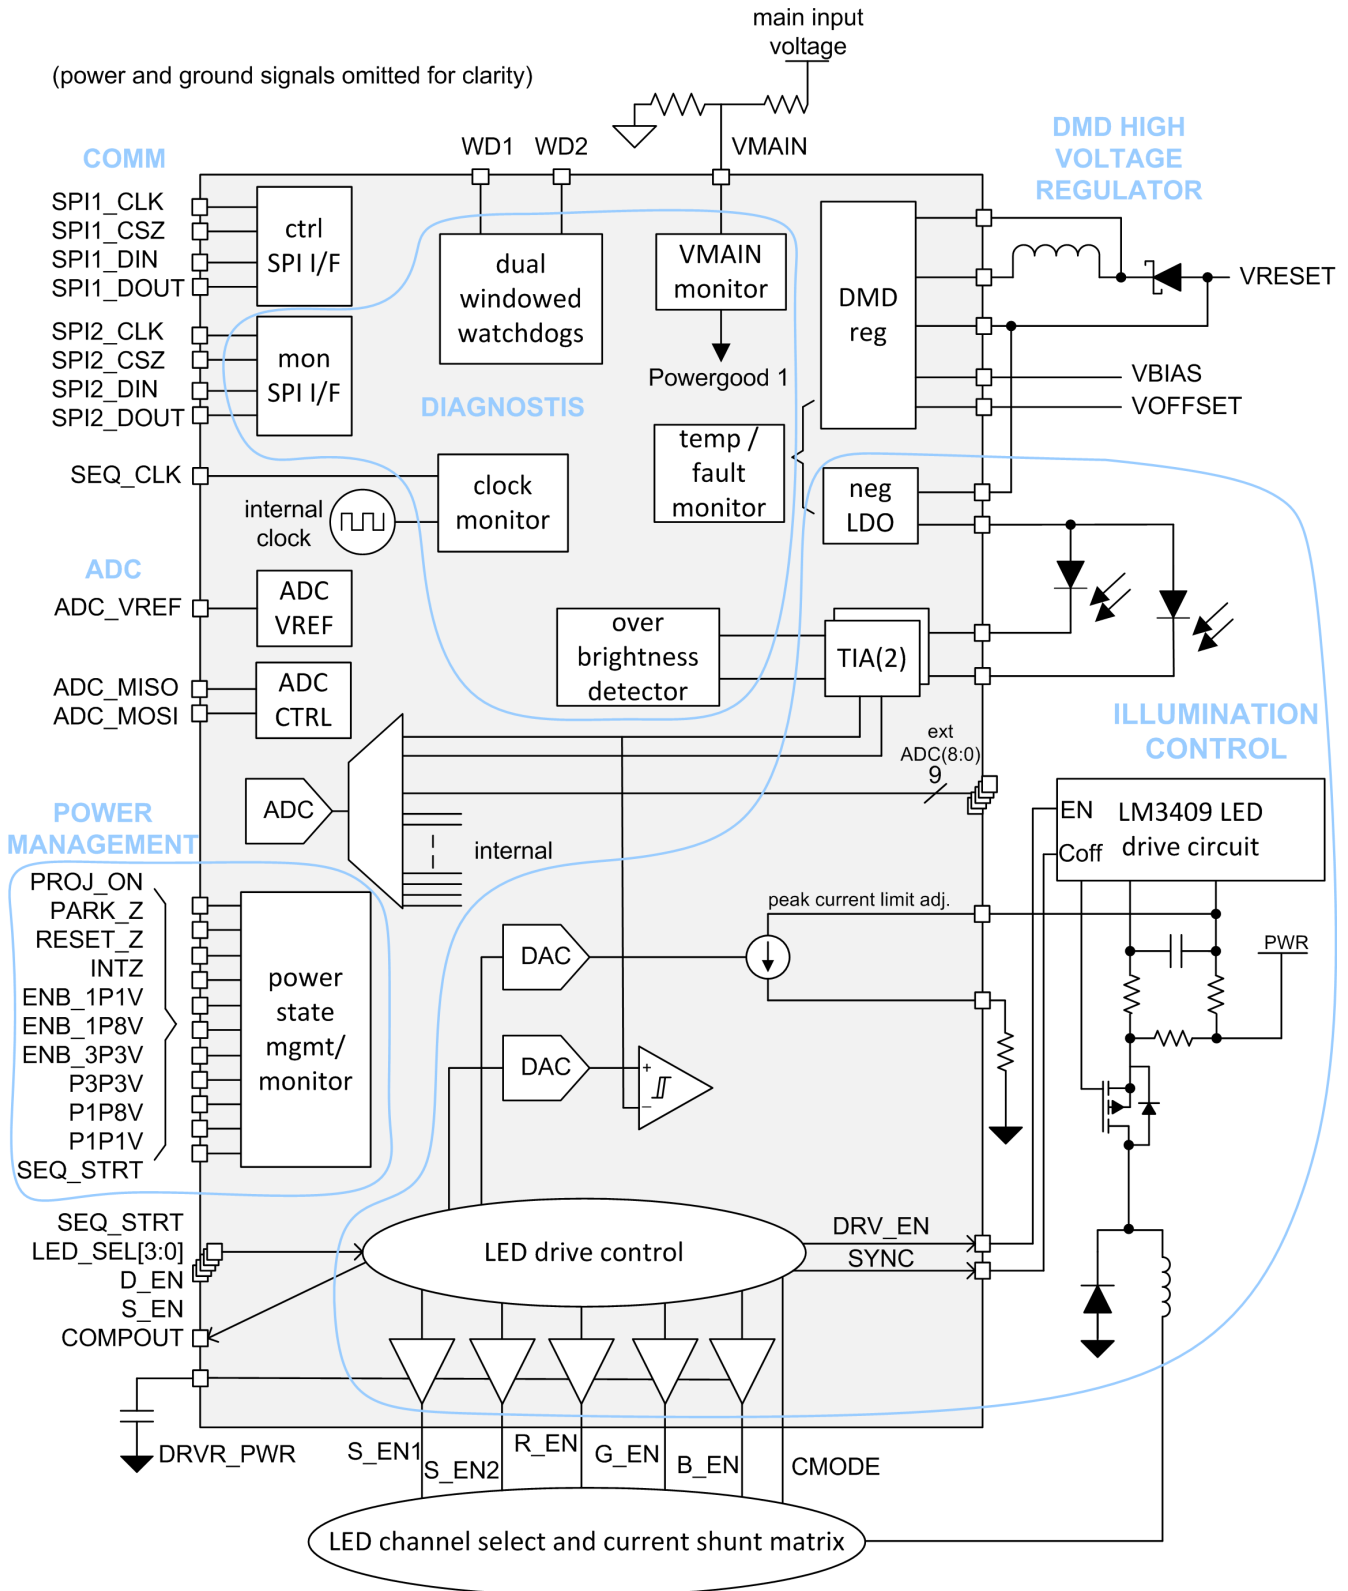 main input
voltage
(power and ground signals omitted for clarity)
DMD HIGH
VOLTAGE
REGULATOR
COMM
WD1
WD2
VMAIN
SPI1_CLK
SPI1_CSZ
SPI1_DIN
SPI1_DOUT
ctrl
SPI I/F
SPI2_CLK
SPI2_CSZ
SPI2_DIN
SPI2_DOUT
mon
SPI I/F
dual
windowed
watchdogs
VMAIN
monitor
Powergood 1
DMD
reg
VRESET
VBIAS
VOFFSET
DIAGNOSTIS
temp /
fault
monitor
SEQ_CLK
internal
clock
clock
monitor
neg
LDO
ADC
ADC_VREF
ADC
VREF
over
brightness
detector
TIA(2)
ADC_MISO
ADC_MOSI
ADC
CTRL
ILLUMINATION
CONTROL
ext
ADC(8:0)
9
ADC
internal
EN
Coff
LM3409 LED
drive circuit
POWER
MANAGEMENT
PROJ_ON
PARK_Z
RESET_Z
INTZ
ENB_1P1V
ENB_1P8V
ENB_3P3V
P3P3V
P1P8V
P1P1V
SEQ_STRT
power
state
mgmt/
monitor
peak current limit adj.
DAC
PWR
DAC
+
−
SEQ_STRT
LED_SEL[3:0]
D_EN
S_EN
COMPOUT
LED drive control
DRV_EN
SYNC
DRVR_PWR
S_EN1
S_EN2
R_EN
G_EN
B_EN
CMODE
LED channel select and current shunt matrix